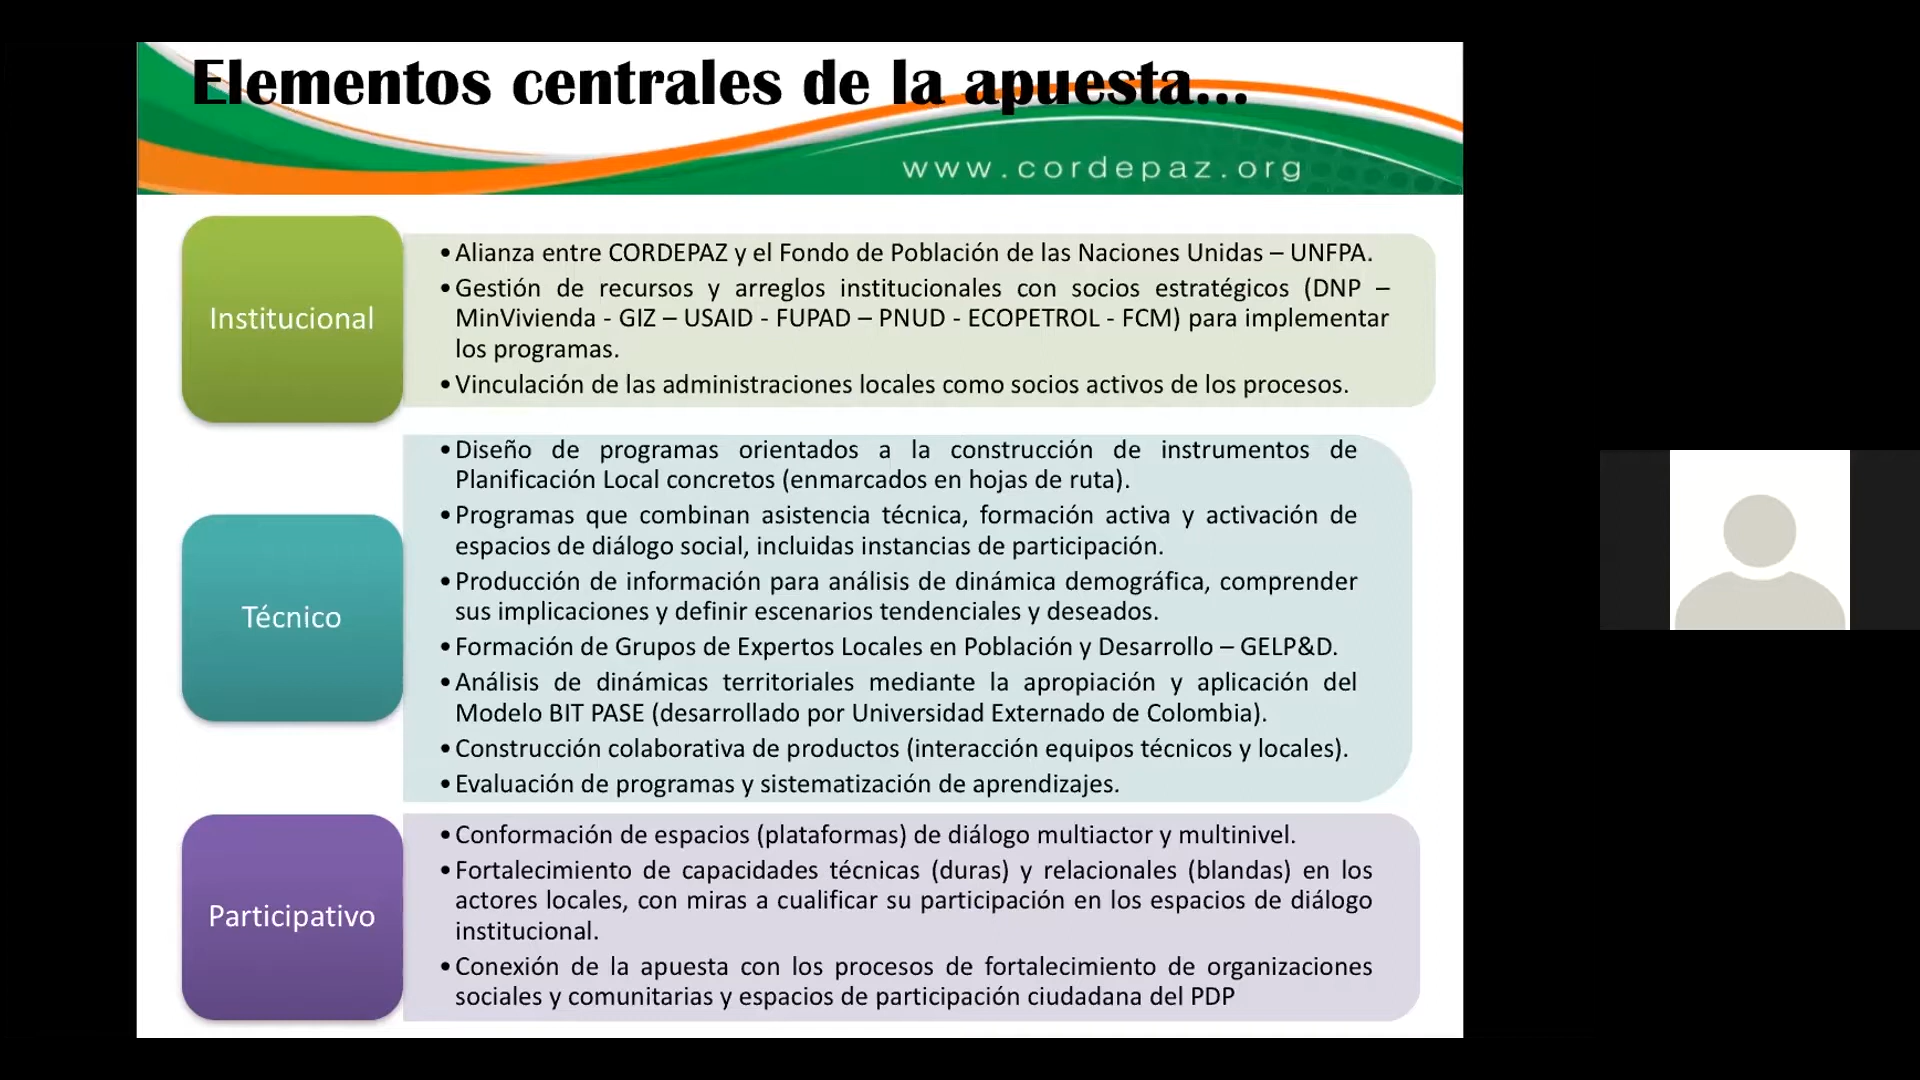 Elementos centrales de la apuesta...
www.cordepaz.org
Institucional
•Alianza entre CORDEPAZ y el Fondo de Población de las Naciones Unidas – UNFPA.
•Gestión de recursos y arreglos institucionales con socios estratégicos (DNP –
MinVivienda - GIZ – USAID - FUPAD – PNUD - ECOPETROL - FCM) para implementar
los programas.
•Vinculación de las administraciones locales como socios activos de los procesos.
Técnico
•Diseño de programas orientados a la construcción de instrumentos de
Planificación Local concretos (enmarcados en hojas de ruta).
•Programas que combinan asistencia técnica, formación activa y activación de
espacios de diálogo social, incluidas instancias de participación.
•Producción de información para análisis de dinámica demográfica, comprender
sus implicaciones y definir escenarios tendenciales y deseados.
•Formación de Grupos de Expertos Locales en Población y Desarrollo – GELP&D.
•Análisis de dinámicas territoriales mediante la apropiación y aplicación del
Modelo BIT PASE (desarrollado por Universidad Externado de Colombia).
•Construcción colaborativa de productos (interacción equipos técnicos y locales).
•Evaluación de programas y sistematización de aprendizajes.
Participativo
•Conformación de espacios (plataformas) de diálogo multiactor y multinivel.
•Fortalecimiento de capacidades técnicas (duras) y relacionales (blandas) en los
actores locales, con miras a cualificar su participación en los espacios de diálogo
institucional.
•Conexión de la apuesta con los procesos de fortalecimiento de organizaciones
sociales y comunitarias y espacios de participación ciudadana del PDP